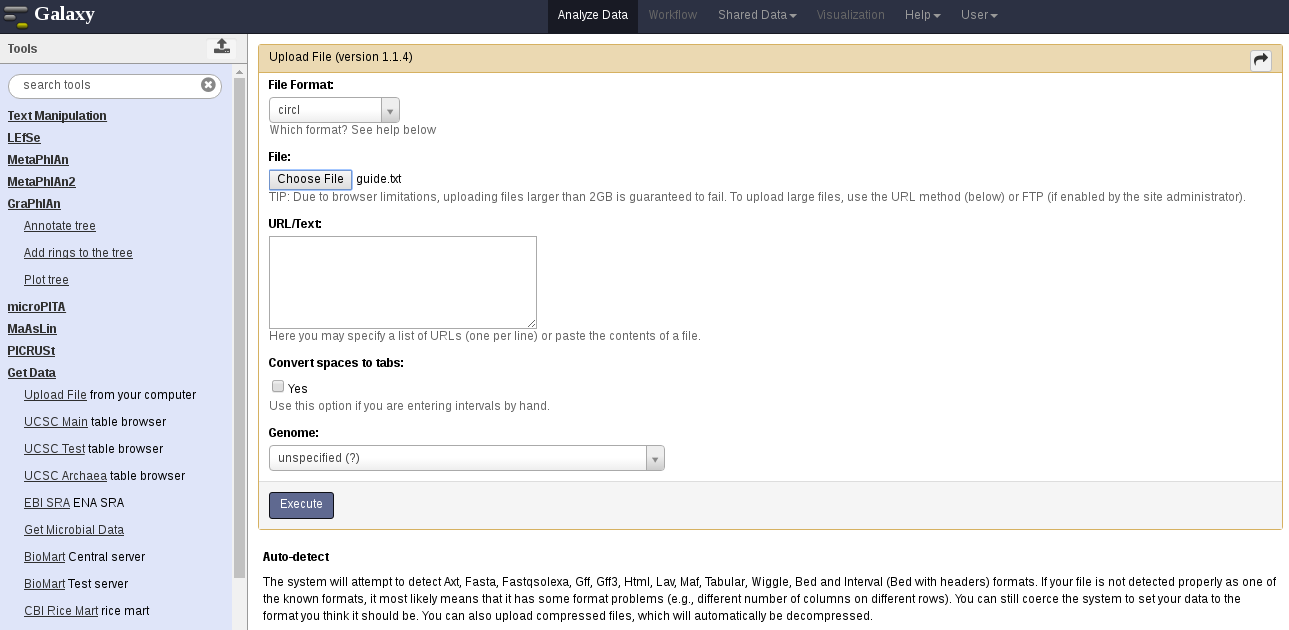 Galaxy
Analyze Data
Workflow
Shared Data
Visualization
Help
User
Tools
search tools
Text Manipulation
LEfSe
MetaPhlAn
MetaPhlAn2
GraPhlAn
Annotate tree
Add rings to the tree
Plot tree
microPITA
MaAsLin
PICRUSt
Get Data
Upload File from your computer
UCSC Main table browser
UCSC Test table browser
UCSC Archaea table browser
EBI SRA ENA SRA
Get Microbial Data
BioMart Central server
BioMart Test server
CBI Rice Mart rice mart
Upload File (version 1.1.4)
File Format:
circl
Which format? See help below
File:
Choose File guide.txt
TIP: Due to browser limitations, uploading files larger than 2GB is guaranteed to fail. To upload large files, use the URL method (below) or FTP (if enabled by the site administrator).
URL/Text:
Here you may specify a list of URLs (one per line) or paste the contents of a file.
Convert spaces to tabs:
Yes
Use this option if you are entering intervals by hand.
Genome:
unspecified (?)
Execute
Auto-detect
The system will attempt to detect Axt, Fasta, Fastqsolexa, Gff, Gff3, Html, Lav, Maf, Tabular, Wiggle, Bed and Interval (Bed with headers) formats. If your file is not detected properly as one of
the known formats, it most likely means that it has some format problems (e.g., different number of columns on different rows). You can still coerce the system to set your data to the
format you think it should be. You can also upload compressed files, which will automatically be decompressed.